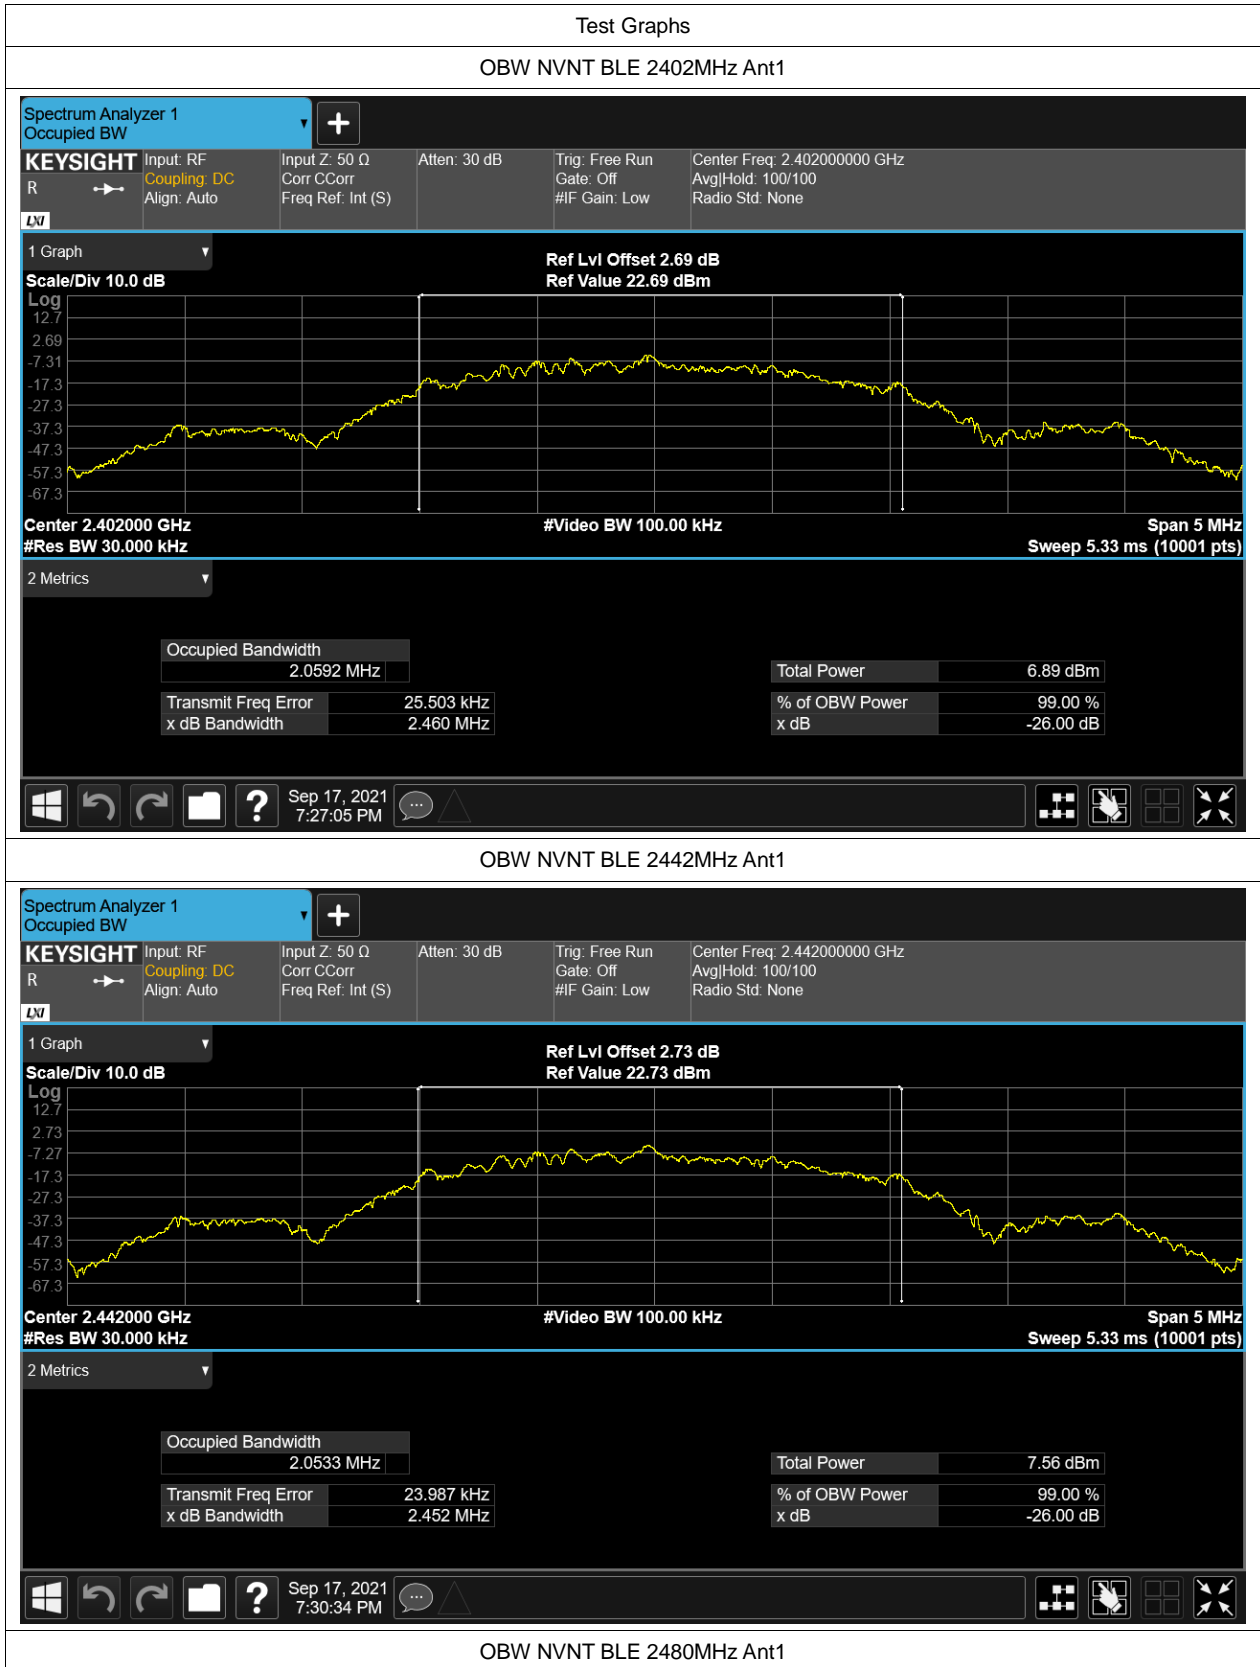 Test Graphs
OBW NVNT BLE 2402MHz Ant1
Spectrum Analyzer 1
Occupied BW
KEYSIGHT Input: RF Input Z: 50 Ω Atten: 30 dB Trig: Free Run Center Freq: 2.402000000 GHz
R Coupling: DC Corr CCorr Gate: Off Avg|Hold: 100/100
Align: Auto Freq Ref: Int (S) #IF Gain: Low Radio Std: None
LXI
1 Graph
Ref Lvl Offset 2.69 dB
Scale/Div 10.0 dB Ref Value 22.69 dBm
Log
12.7
2.69
-7.31
-17.3
-27.3
-37.3
-47.3
-57.3
-67.3
Center 2.402000 GHz #Video BW 100.00 kHz Span 5 MHz
#Res BW 30.000 kHz Sweep 5.33 ms (10001 pts)
2 Metrics
Occupied Bandwidth
2.0592 MHz Total Power 6.89 dBm
Transmit Freq Error 25.503 kHz % of OBW Power 99.00 %
x dB Bandwidth 2.460 MHz x dB -26.00 dB
? Sep 17, 2021
7:27:05 PM
OBW NVNT BLE 2442MHz Ant1
Spectrum Analyzer 1
Occupied BW
KEYSIGHT Input: RF Input Z: 50 Ω Atten: 30 dB Trig: Free Run Center Freq: 2.442000000 GHz
R Coupling: DC Corr CCorr Gate: Off Avg|Hold: 100/100
Align: Auto Freq Ref: Int (S) #IF Gain: Low Radio Std: None
LXI
1 Graph
Ref Lvl Offset 2.73 dB
Scale/Div 10.0 dB Ref Value 22.73 dBm
Log
12.7
2.73
-7.27
-17.3
-27.3
-37.3
-47.3
-57.3
-67.3
Center 2.442000 GHz #Video BW 100.00 kHz Span 5 MHz
#Res BW 30.000 kHz Sweep 5.33 ms (10001 pts)
2 Metrics
Occupied Bandwidth
2.0533 MHz Total Power 7.56 dBm
Transmit Freq Error 23.987 kHz % of OBW Power 99.00 %
x dB Bandwidth 2.452 MHz x dB -26.00 dB
? Sep 17, 2021
7:30:34 PM
OBW NVNT BLE 2480MHz Ant1